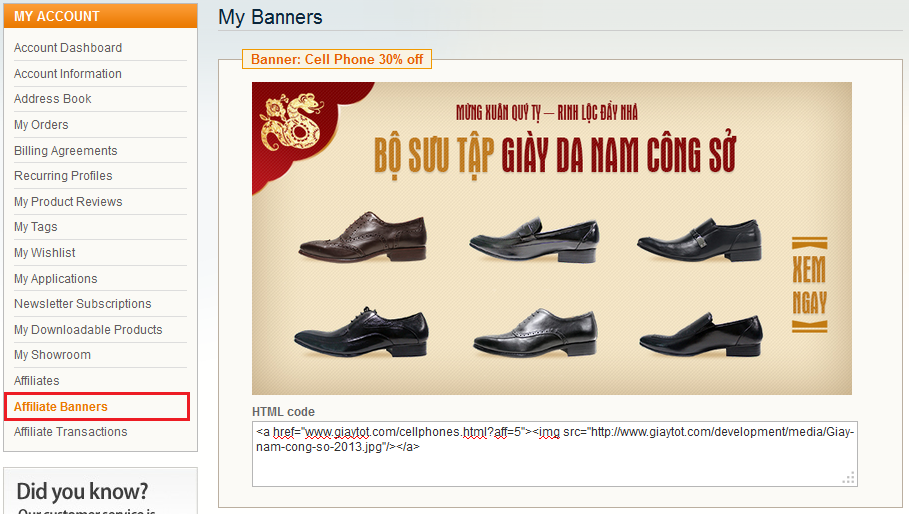 MY ACCOUNT
Account Dashboard
Account Information
Address Book
My Orders
Billing Agreements
Recurring Profiles
My Product Reviews
My Tags
My Wishlist
My Applications
Newsletter Subscriptions
My Downloadable Products
My Showroom
Affiliates
Affiliate Banners
Affiliate Transactions
Did you know?
Our customer service is
My Banners
Banner: Cell Phone 30% off
MỪNG XUÂN QUÝ TỴ – RINH LỘC ĐẦY NHÀ
BỘ SƯU TẬP GIÀY DA NAM CÔNG SỞ
XEM
NGAY
HTML code
<a href="www.giaytot.com/cellphones.html?aff=5"><img src="http://www.giaytot.com/development/media/Giay-
nam-cong-so-2013.jpg"/></a>